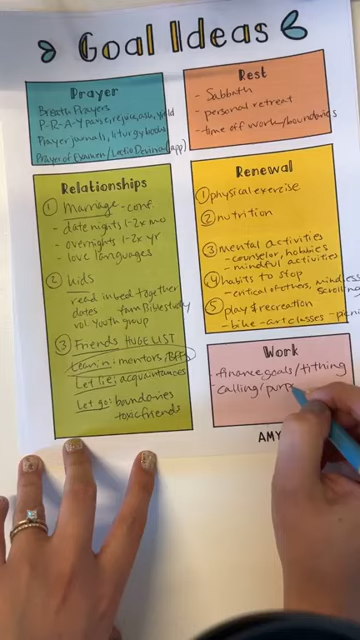 Goal Ideas
Prayer
Breath Prayers
P-R-A-Y pause, rejoice, ask, yield
Prayer journals, liturgy books
Prayer of Examen/Lectio Devina (app)
Rest
- Sabbath
- personal retreat
- time off work/boundaries
Relationships
① Marriage - conf.
- date nights 1-2x mo
- overnights 1-2x yr
- love languages
② kids
read in bed together
dates fam Bible study
vol. youth group
③ Friends HUGE LIST
Lean in: mentors, BFFs
Let lie: acquaintances
Let go: boundaries
toxic friends
Renewal
① physical exercise
② nutrition
③ mental activities
- counselor, hobbies
- mindful activities
④ habits to stop
- critical of others, mindless
scrolling
⑤ play & recreation
- bike - art classes -
Work
- finance goals/tithing
- calling/purp
AMY